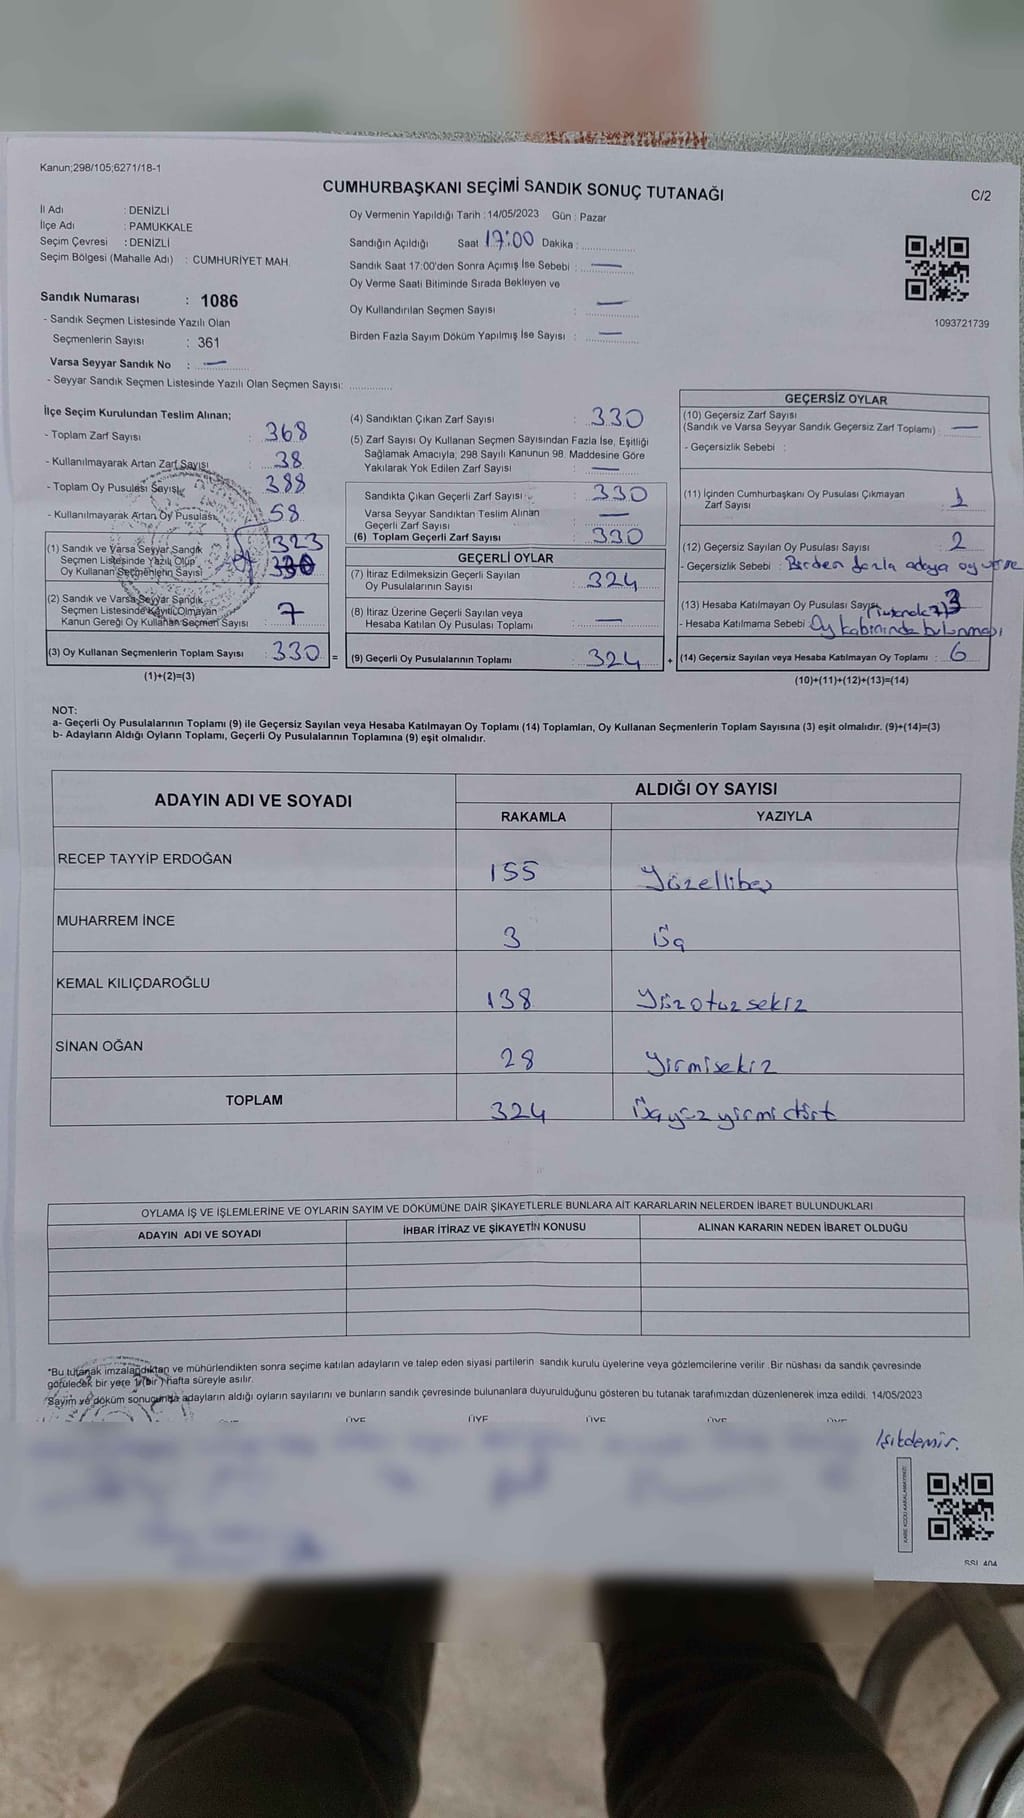 Kanun;298/105;6271/18-1
CUMHURBAŞKANI SEÇİMİ SANDIK SONUÇ TUTANAĞI
C/2
İl Adı : DENİZLİ
İlçe Adı : PAMUKKALE
Seçim Çevresi : DENİZLİ
Seçim Bölgesi (Mahalle Adı) : CUMHURİYET MAH.
Sandık Numarası : 1086
- Sandık Seçmen Listesinde Yazılı Olan
Seçmenlerin Sayısı : 361
Varsa Seyyar Sandık No : —
- Seyyar Sandık Seçmen Listesinde Yazılı Olan Seçmen Sayısı: ..............
Oy Vermenin Yapıldığı Tarih : 14/05/2023 Gün : Pazar
Sandığın Açıldığı Saat 17:00 Dakika : ..............
Sandık Saat 17:00'den Sonra Açımış İse Sebebi : —
Oy Verme Saati Bitiminde Sırada Bekleyen ve
Oy Kullandırılan Seçmen Sayısı : —
Birden Fazla Sayım Döküm Yapılmış İse Sayısı : —
1093721739
İlçe Seçim Kurulundan Teslim Alınan;
- Toplam Zarf Sayısı : 368
- Kullanılmayarak Artan Zarf Sayısı : 38
- Toplam Oy Pusulası Sayısı : 388
- Kullanılmayarak Artan Oy Pusulası 58
(1) Sandık ve Varsa Seyyar Sandık
Seçmen Listesinde Yazılı Olup
Oy Kullanan Seçmenlerin Sayısı
323
330
(2) Sandık ve Varsa Seyyar Sandık
Seçmen Listesinde Kayıtlı Olmayan
Kanun Gereği Oy Kullanan Seçmen Sayısı : 7
(3) Oy Kullanan Seçmenlerin Toplam Sayısı : 330 =
(1)+(2)=(3)
(4) Sandıktan Çıkan Zarf Sayısı : 330
(5) Zarf Sayısı Oy Kullanan Seçmen Sayısından Fazla İse, Eşitliği
Sağlamak Amacıyla; 298 Sayılı Kanunun 98. Maddesine Göre
Yakılarak Yok Edilen Zarf Sayısı : —
Sandıkta Çıkan Geçerli Zarf Sayısı : 330
Varsa Seyyar Sandıktan Teslim Alınan
Geçerli Zarf Sayısı : —
(6) Toplam Geçerli Zarf Sayısı : 330
GEÇERLİ OYLAR
(7) İtiraz Edilmeksizin Geçerli Sayılan
Oy Pusulalarının Sayısı : 324
(8) İtiraz Üzerine Geçerli Sayılan veya
Hesaba Katılan Oy Pusulası Toplamı : —
(9) Geçerli Oy Pusulalarının Toplamı : 324 +
GEÇERSİZ OYLAR
(10) Geçersiz Zarf Sayısı
(Sandık ve Varsa Seyyar Sandık Geçersiz Zarf Toplamı) : —
- Geçersizlik Sebebi :
(11) İçinden Cumhurbaşkanı Oy Pusulası Çıkmayan
Zarf Sayısı : 1
(12) Geçersiz Sayılan Oy Pusulası Sayısı : 2
- Geçersizlik Sebebi : Birden fazla adaya oy verme
(13) Hesaba Katılmayan Oy Pusulası Sayısı 3
- Hesaba Katılmama Sebebi : Oy kabininde bulunması
(14) Geçersiz Sayılan veya Hesaba Katılmayan Oy Toplamı : 6
(10)+(11)+(12)+(13)=(14)
NOT:
a- Geçerli Oy Pusulalarının Toplamı (9) ile Geçersiz Sayılan veya Hesaba Katılmayan Oy Toplamı (14) Toplamları, Oy Kullanan Seçmenlerin Toplam Sayısına (3) eşit olmalıdır. (9)+(14)=(3)
b- Adayların Aldığı Oyların Toplamı, Geçerli Oy Pusulalarının Toplamına (9) eşit olmalıdır.
ADAYIN ADI VE SOYADI
ALDIĞI OY SAYISI
RAKAMLA YAZIYLA
RECEP TAYYİP ERDOĞAN 155 Yüzellibeş
MUHARREM İNCE 3 Üç
KEMAL KILIÇDAROĞLU 138 Yüzotuzsekiz
SİNAN OĞAN 28 Yirmisekiz
TOPLAM 324 Üçyüzyirmidört
OYLAMA İŞ VE İŞLEMLERİNE VE OYLARIN SAYIM VE DÖKÜMÜNE DAİR ŞİKAYETLERLE BUNLARA AİT KARARLARIN NELERDEN İBARET BULUNDUKLARI
ADAYIN ADI VE SOYADI İHBAR İTİRAZ VE ŞİKAYETİN KONUSU ALINAN KARARIN NEDEN İBARET OLDUĞU
*Bu tutanak imzalandıktan ve mühürlendikten sonra seçime katılan adayların ve talep eden siyasi partilerin sandık kurulu üyelerine veya gözlemcilerine verilir. Bir nüshası da sandık çevresinde
görülecek bir yere 1 (bir ) hafta süreyle asılır.
*Sayım ve döküm sonucunda adayların aldığı oyların sayılarını ve bunların sandık çevresinde bulunanlara duyurulduğunu gösteren bu tutanak tarafımızdan düzenlenerek imza edildi. 14/05/2023
ÜYE ÜYE ÜYE ÜYE ÜYE
Işıkdemir.
KARE KODU KARALAMAYINIZ!
SSI 404